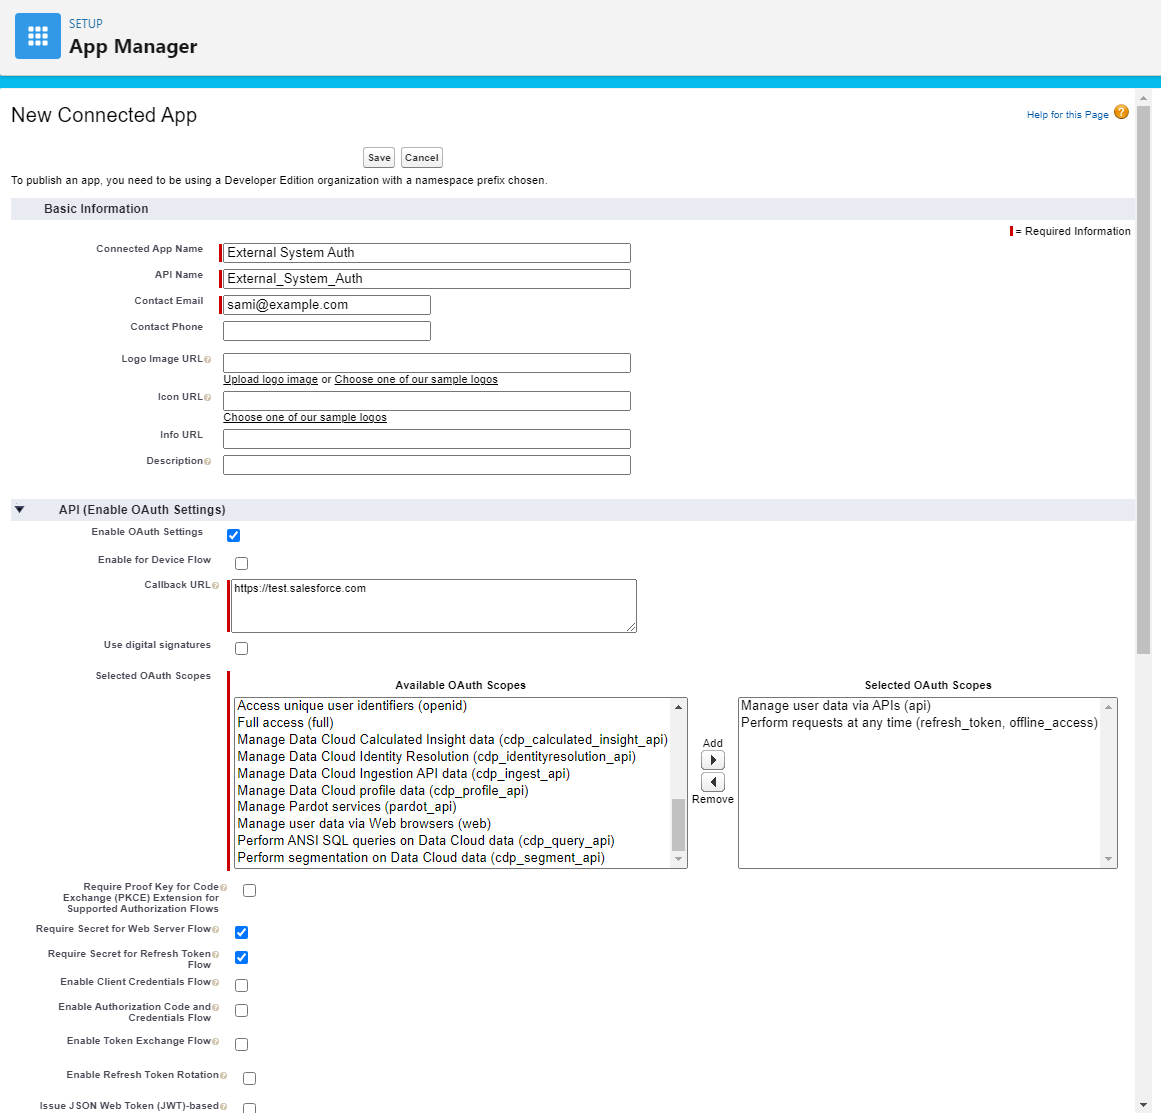 SETUP
App Manager
New Connected App
Help for this Page ?
Save Cancel
To publish an app, you need to be using a Developer Edition organization with a namespace prefix chosen.
Basic Information
= Required Information
Connected App Name External System Auth
API Name External_System_Auth
Contact Email sami@example.com
Contact Phone
Logo Image URL
Upload logo image or Choose one of our sample logos
Icon URL
Choose one of our sample logos
Info URL
Description
API (Enable OAuth Settings)
Enable OAuth Settings
Enable for Device Flow
Callback URL https://test.salesforce.com
Use digital signatures
Selected OAuth Scopes
Available OAuth Scopes
Access unique user identifiers (openid)
Full access (full)
Manage Data Cloud Calculated Insight data (cdp_calculated_insight_api)
Manage Data Cloud Identity Resolution (cdp_identityresolution_api)
Manage Data Cloud Ingestion API data (cdp_ingest_api)
Manage Data Cloud profile data (cdp_profile_api)
Manage Pardot services (pardot_api)
Manage user data via Web browsers (web)
Perform ANSI SQL queries on Data Cloud data (cdp_query_api)
Perform segmentation on Data Cloud data (cdp_segment_api)
Add
Remove
Selected OAuth Scopes
Manage user data via APIs (api)
Perform requests at any time (refresh_token, offline_access)
Require Proof Key for Code
Exchange (PKCE) Extension for
Supported Authorization Flows
Require Secret for Web Server Flow
Require Secret for Refresh Token
Flow
Enable Client Credentials Flow
Enable Authorization Code and
Credentials Flow
Enable Token Exchange Flow
Enable Refresh Token Rotation
Issue JSON Web Token (JWT)-based